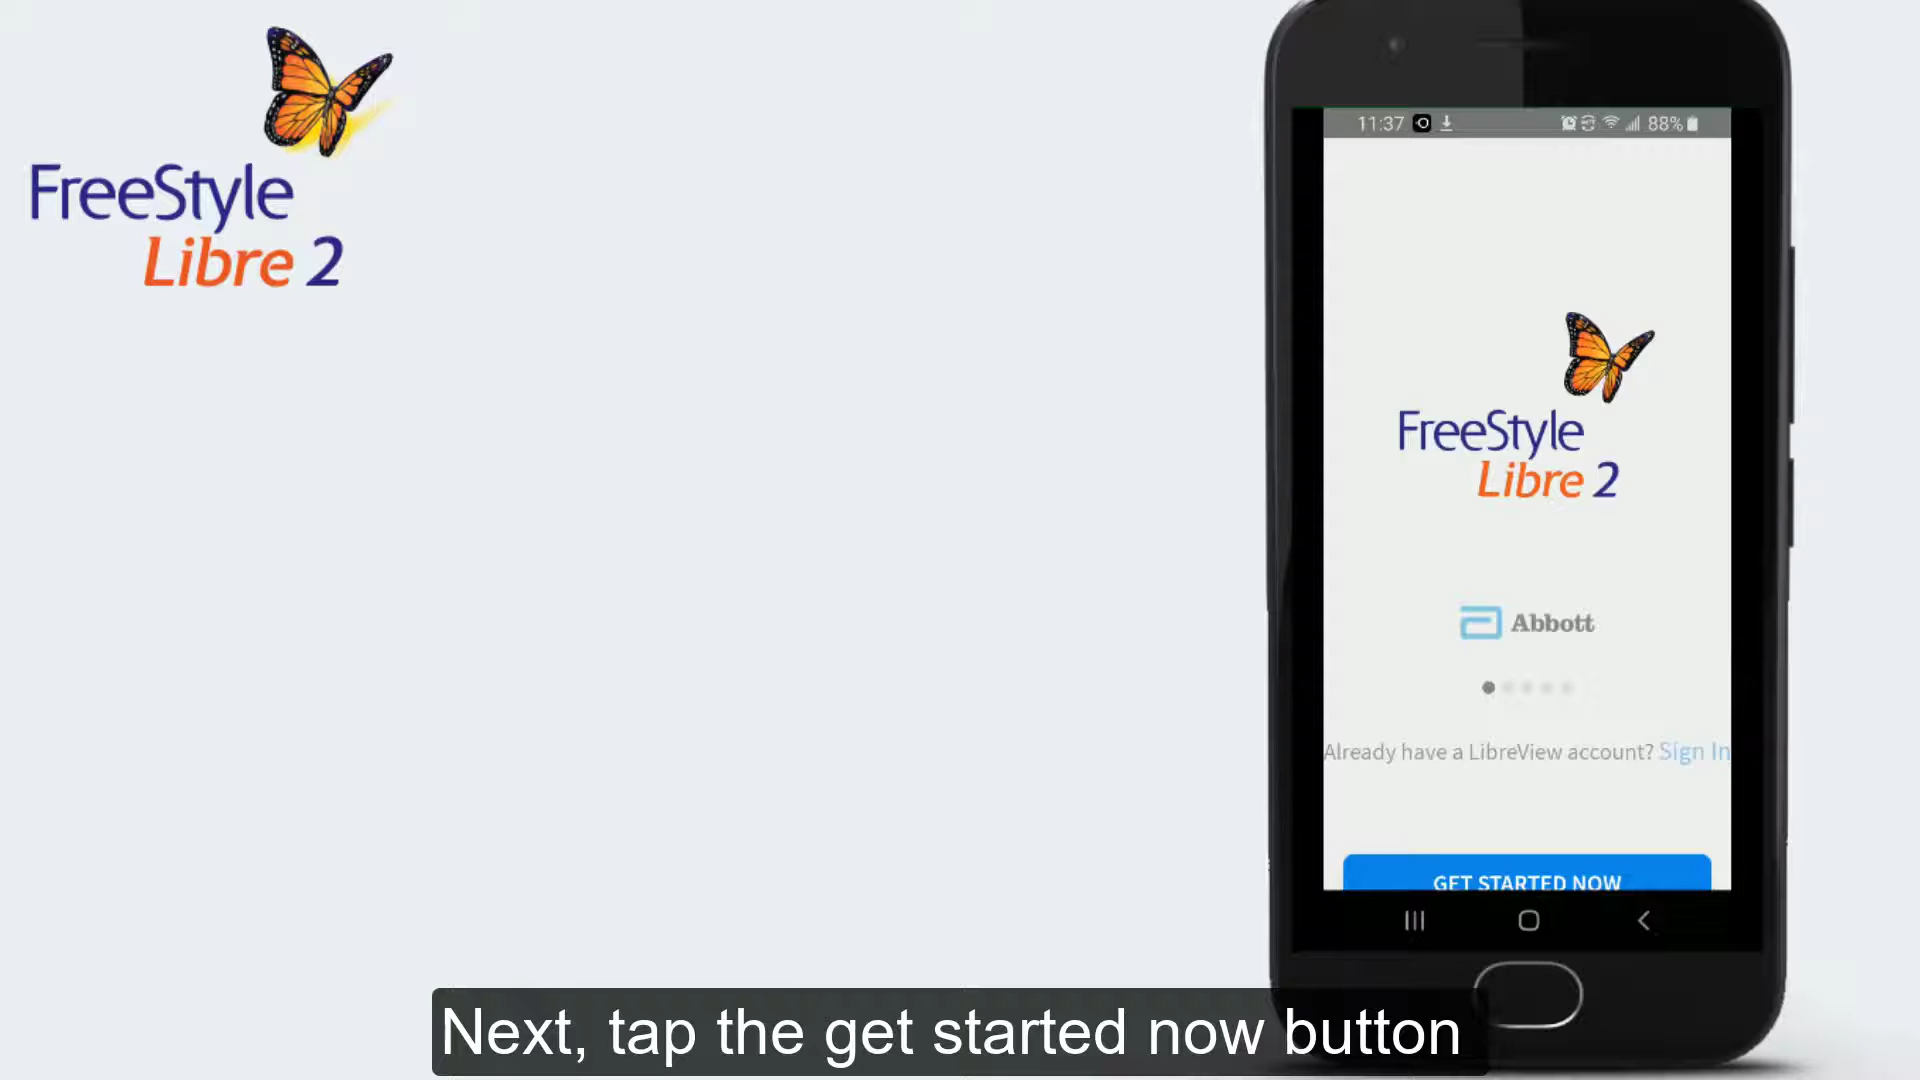 FreeStyle
Libre 2
11:37
88%
FreeStyle
Libre 2
Abbott
Already have a LibreView account? Sign In
GET STARTED NOW
Next, tap the get started now button